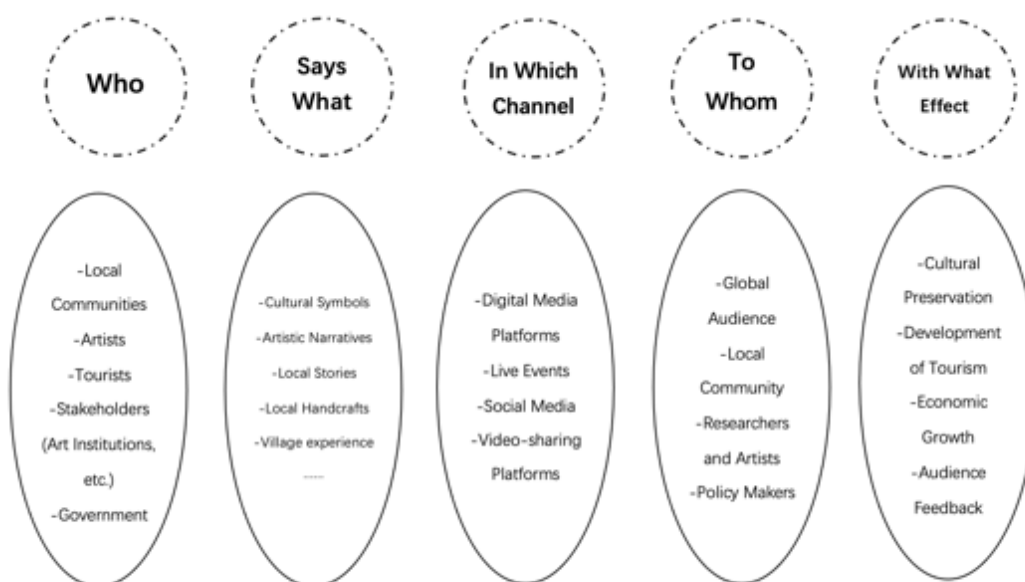 Who
Says
What
In Which
Channel
To
Whom
With What
Effect
-Local
Communities
-Artists
-Tourists
-Stakeholders
(Art Institutions,
etc.)
-Government
-Cultural Symbols
-Artistic Narratives
-Local Stories
-Local Handcrafts
-Village experience
.....
-Digital Media
Platforms
-Live Events
-Social Media
-Video-sharing
Platforms
-Global
Audience
-Local
Community
-Researchers
and Artists
-Policy Makers
-Cultural
Preservation
-Development
of Tourism
-Economic
Growth
-Audience
Feedback